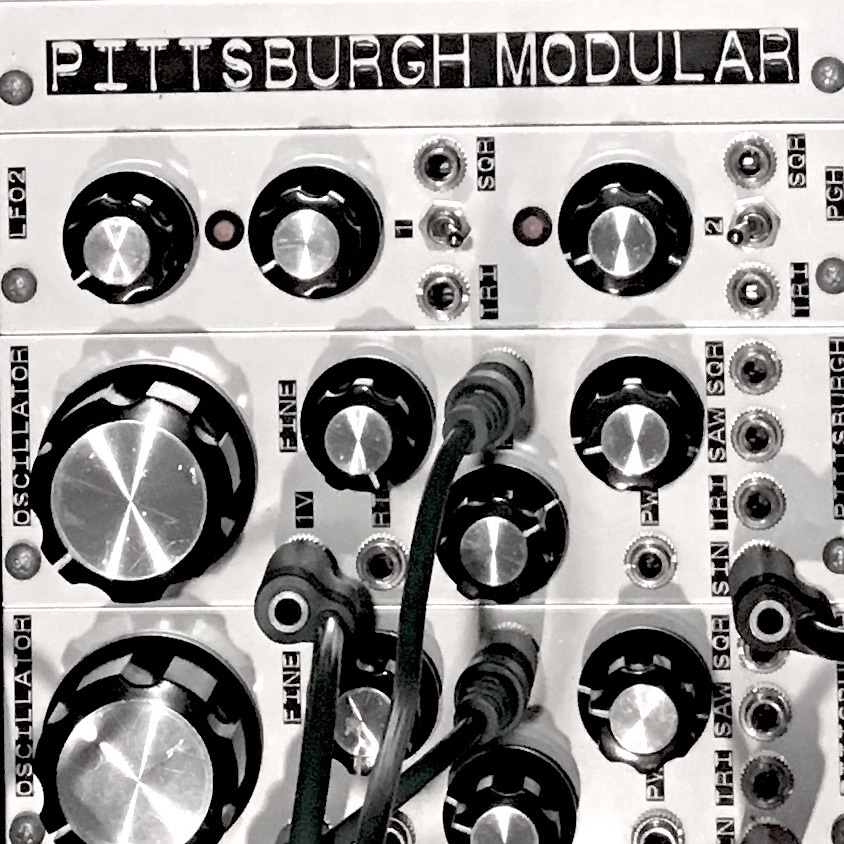 PITTSBURGH MODULAR
LFO2
1
SQR
TRI
2
SQR
TRI
PGH
OSCILLATOR
FINE
1V
PW
SQR
SAW
TRI
SIN
PITTSBURGH
OSCILLATOR
FINE
SQR
SAW
TRI